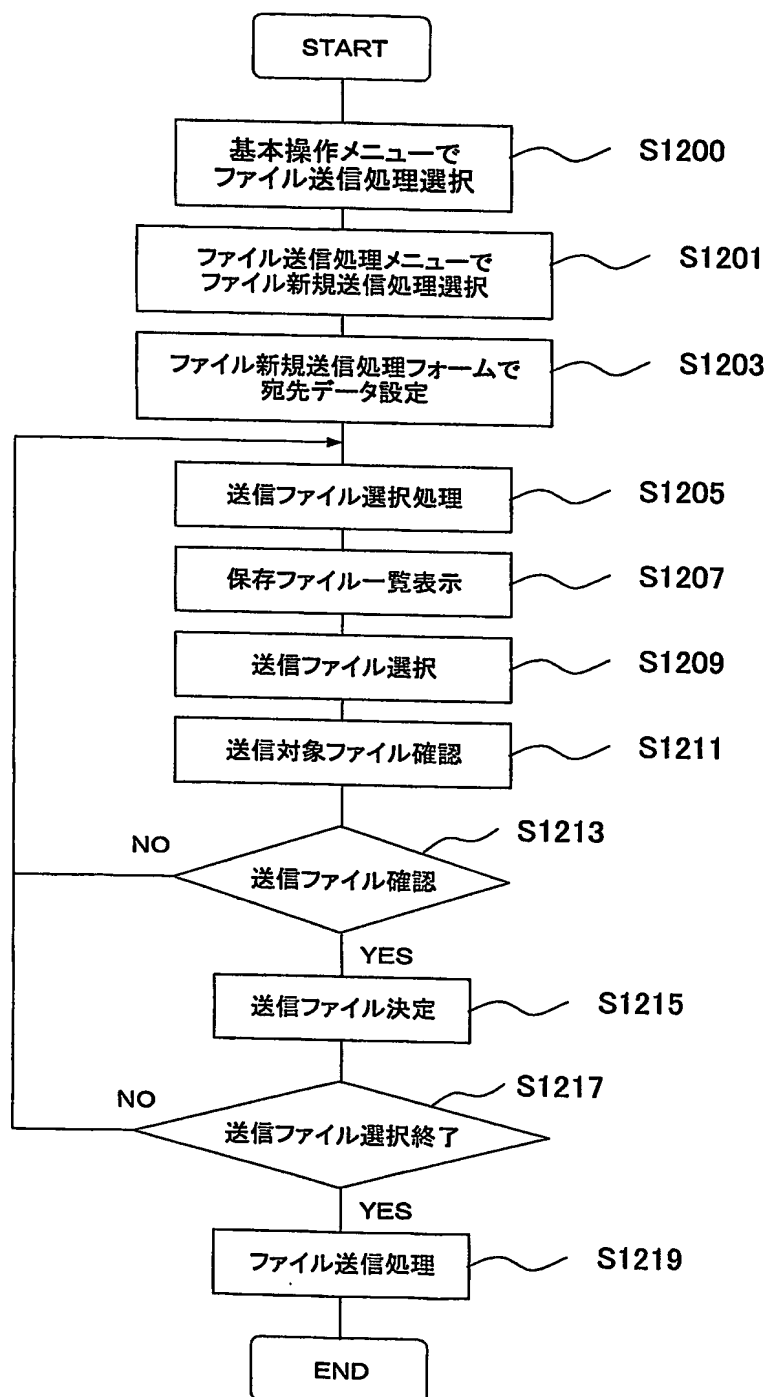 START
基本操作メニューで
ファイル送信処理選択
S1200
ファイル送信処理メニューで
ファイル新規送信処理選択
S1201
ファイル新規送信処理フォームで
宛先データ設定
S1203
送信ファイル選択処理
S1205
保存ファイル一覧表示
S1207
送信ファイル選択
S1209
送信対象ファイル確認
S1211
S1213
NO
送信ファイル確認
YES
送信ファイル決定
S1215
S1217
NO
送信ファイル選択終了
YES
ファイル送信処理
S1219
END